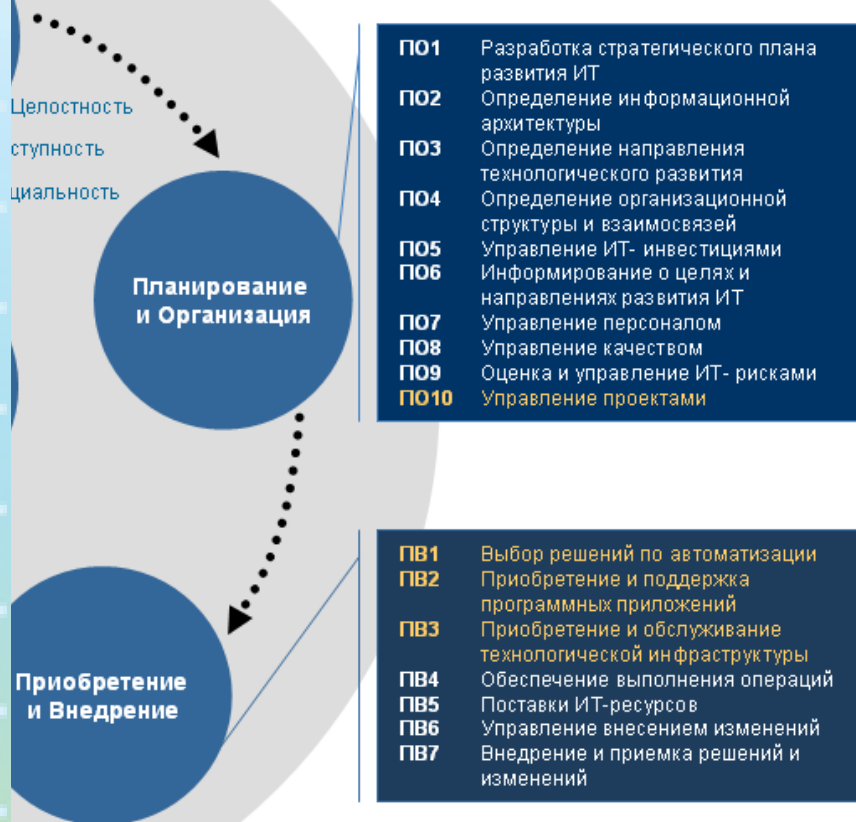 Целостность
Планирование
и Организация
Приобретение
и Внедрение
ПО1 Разработка стратегического плана
развития ИТ
ПО2 Определение информационной
архитектуры
ПО3 Определение направления
технологического развития
ПО4 Определение организационной
структуры и взаимосвязей
ПО5 Управление ИТ- инвестициями
ПО6 Информирование о целях и
направлениях развития ИТ
ПО7 Управление персоналом
ПО8 Управление качеством
ПО9 Оценка и управление ИТ- рисками
ПО10 Управление проектами
ПВ1 Выбор решений по автоматизации
ПВ2 Приобретение и поддержка
программных приложений
ПВ3 Приобретение и обслуживание
технологической инфраструктуры
ПВ4 Обеспечение выполнения операций
ПВ5 Поставки ИТ-ресурсов
ПВ6 Управление внесением изменений
ПВ7 Внедрение и приемка решений и
изменений